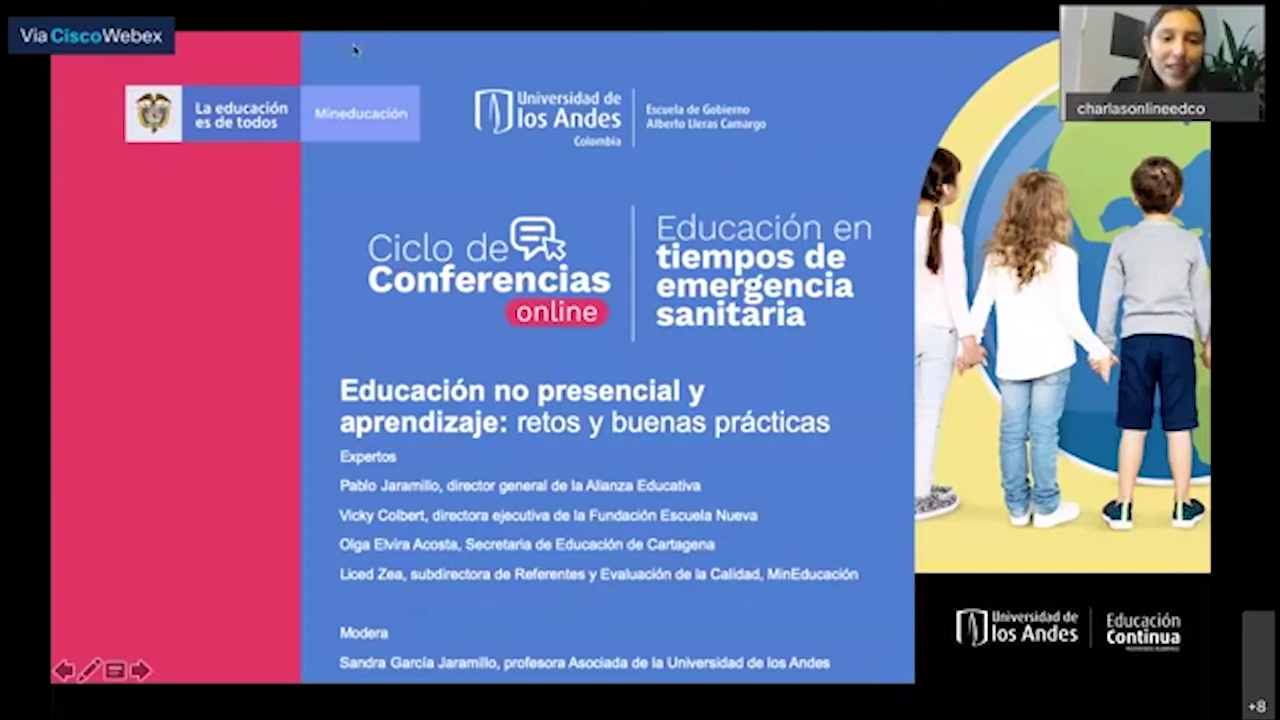 Vía CiscoWebex
charlasonlineedco
La educación
es de todos
Mineducación
Universidad de
los Andes
Colombia
Escuela de Gobierno
Alberto Lleras Camargo
Ciclo de
Conferencias
online
Educación en
tiempos de
emergencia
sanitaria
Educación no presencial y
aprendizaje: retos y buenas prácticas
Expertos
Pablo Jaramillo, director general de la Alianza Educativa
Vicky Colbert, directora ejecutiva de la Fundación Escuela Nueva
Olga Elvira Acosta, Secretaria de Educación de Cartagena
Liced Zea, subdirectora de Referentes y Evaluación de la Calidad, MinEducación
Modera
Sandra García Jaramillo, profesora Asociada de la Universidad de los Andes
Universidad de
los Andes
Educación
Continua
+8